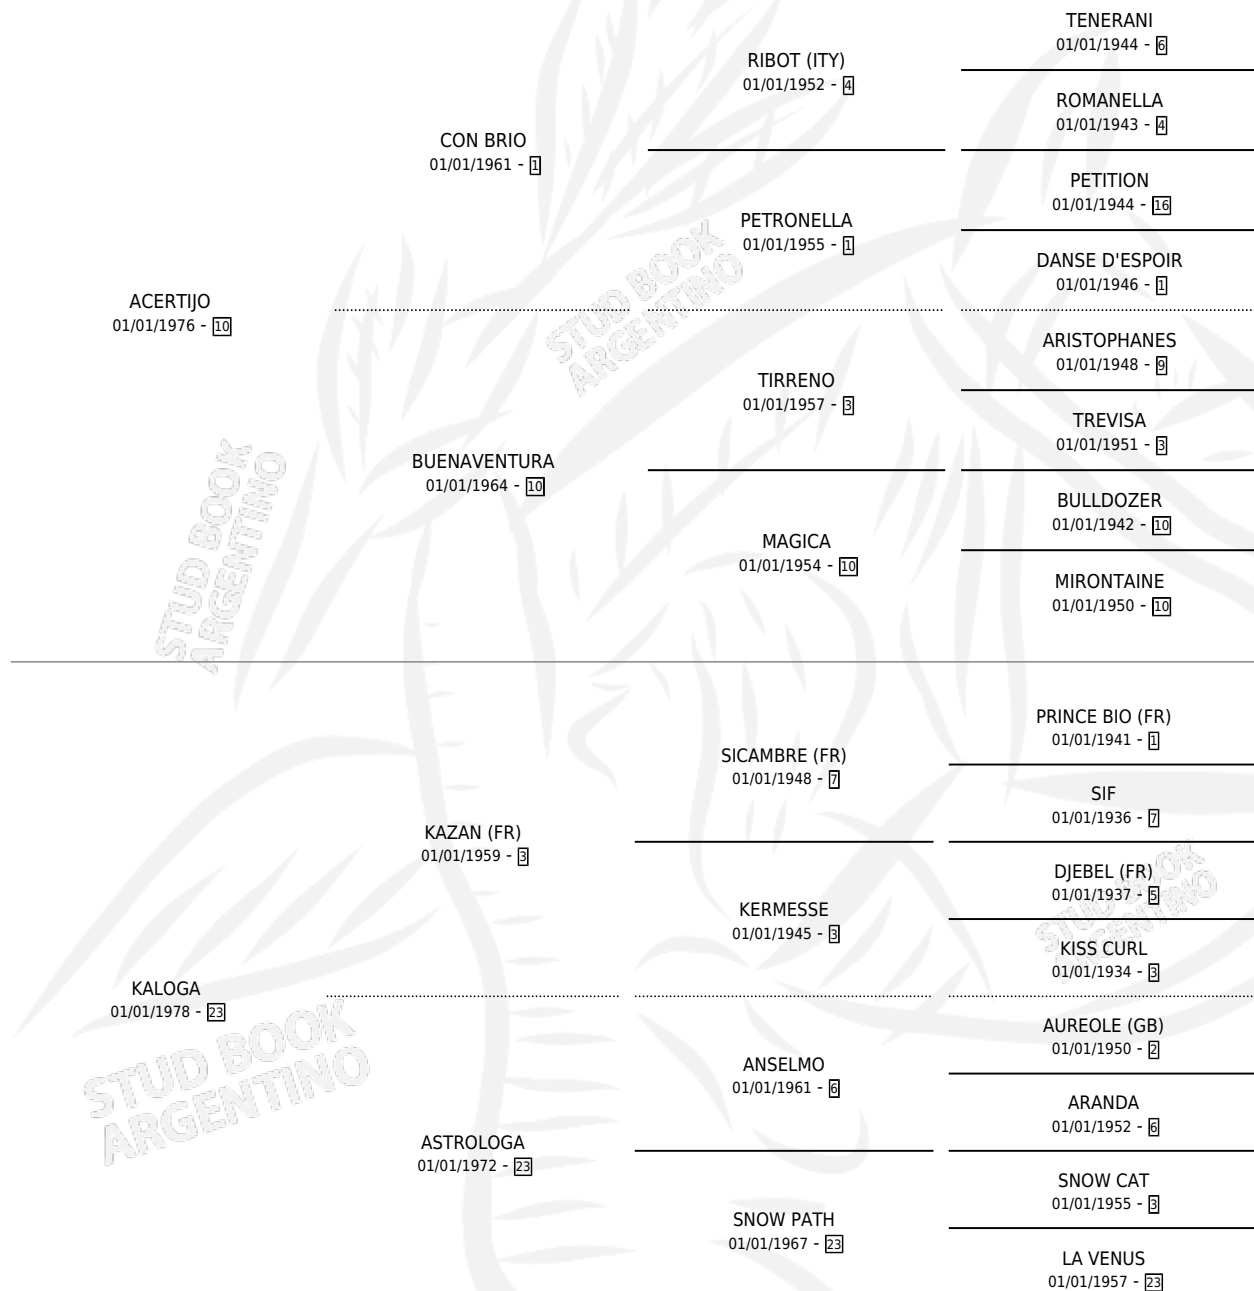 TENERANI
01/01/1944 - 6
RIBOT (ITY)
01/01/1952 - 4
ROMANELLA
01/01/1943 - 4
CON BRIO
01/01/1961 - 1
PETITION
01/01/1944 - 16
PETRONELLA
01/01/1955 - 1
DANSE D'ESPOIR
01/01/1946 - 1
ACERTIJO
01/01/1976 - 10
STUD BOOK
ARGENTINO
ARISTOPHANES
01/01/1948 - 9
TIRRENO
01/01/1957 - 3
TREVISA
01/01/1951 - 3
BUENAVENTURA
01/01/1964 - 10
BULLDOZER
01/01/1942 - 10
MAGICA
01/01/1954 - 10
MIRONTAINE
01/01/1950 - 10
STUD BOOK
ARGENTINO
PRINCE BIO (FR)
01/01/1941 - 1
SICAMBRE (FR)
01/01/1948 - 7
SIF
01/01/1936 - 7
KAZAN (FR)
01/01/1959 - 3
DJEBEL (FR)
01/01/1937 - 5
KERMESSE
01/01/1945 - 3
STUD BOOK
ARGENTINO
KISS CURL
01/01/1934 - 3
KALOGA
01/01/1978 - 23
AUREOLE (GB)
01/01/1950 - 2
STUD BOOK
ARGENTINO
ANSELMO
01/01/1961 - 6
ARANDA
01/01/1952 - 6
ASTROLOGA
01/01/1972 - 23
SNOW CAT
01/01/1955 - 3
SNOW PATH
01/01/1967 - 23
LA VENUS
01/01/1957 - 23